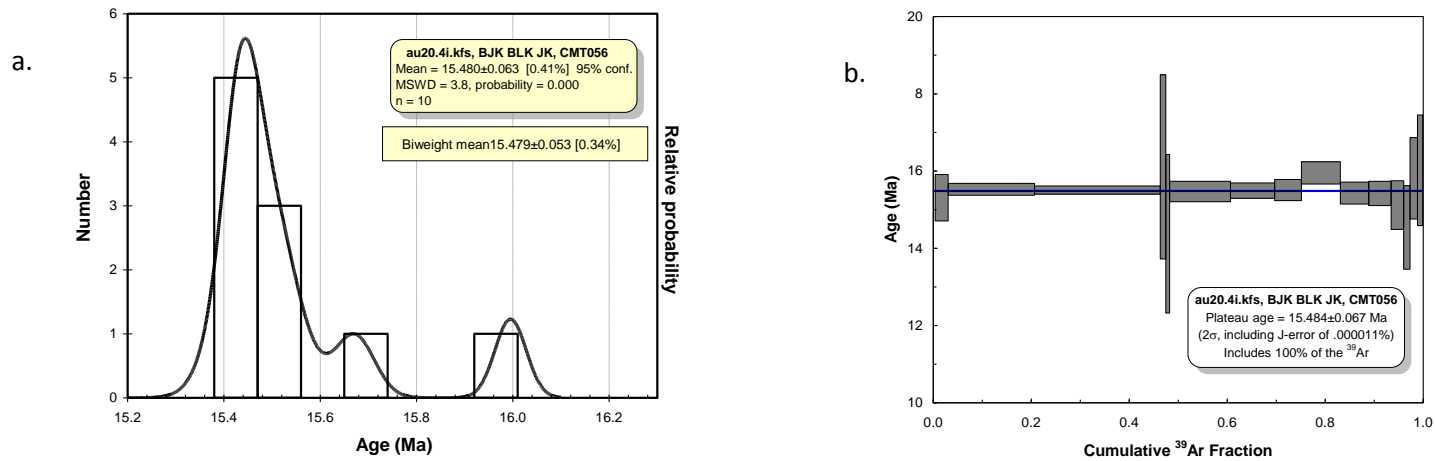 a.
6
5
4
3
2
1
0
Number
15.2 15.4 15.6 15.8 16.0 16.2
Age (Ma)
Relative probability
au20.4i.kfs, BJK BLK JK, CMT056
Mean = 15.480±0.063 [0.41%] 95% conf.
MSWD = 3.8, probability = 0.000
n = 10
Biweight mean15.479±0.053 [0.34%]
b.
20
18
16
14
12
10
Age (Ma)
0.0 0.2 0.4 0.6 0.8 1.0
Cumulative ³⁹Ar Fraction
au20.4i.kfs, BJK BLK JK, CMT056
Plateau age = 15.484±0.067 Ma
(2σ, including J-error of .000011%)
Includes 100% of the ³⁹Ar